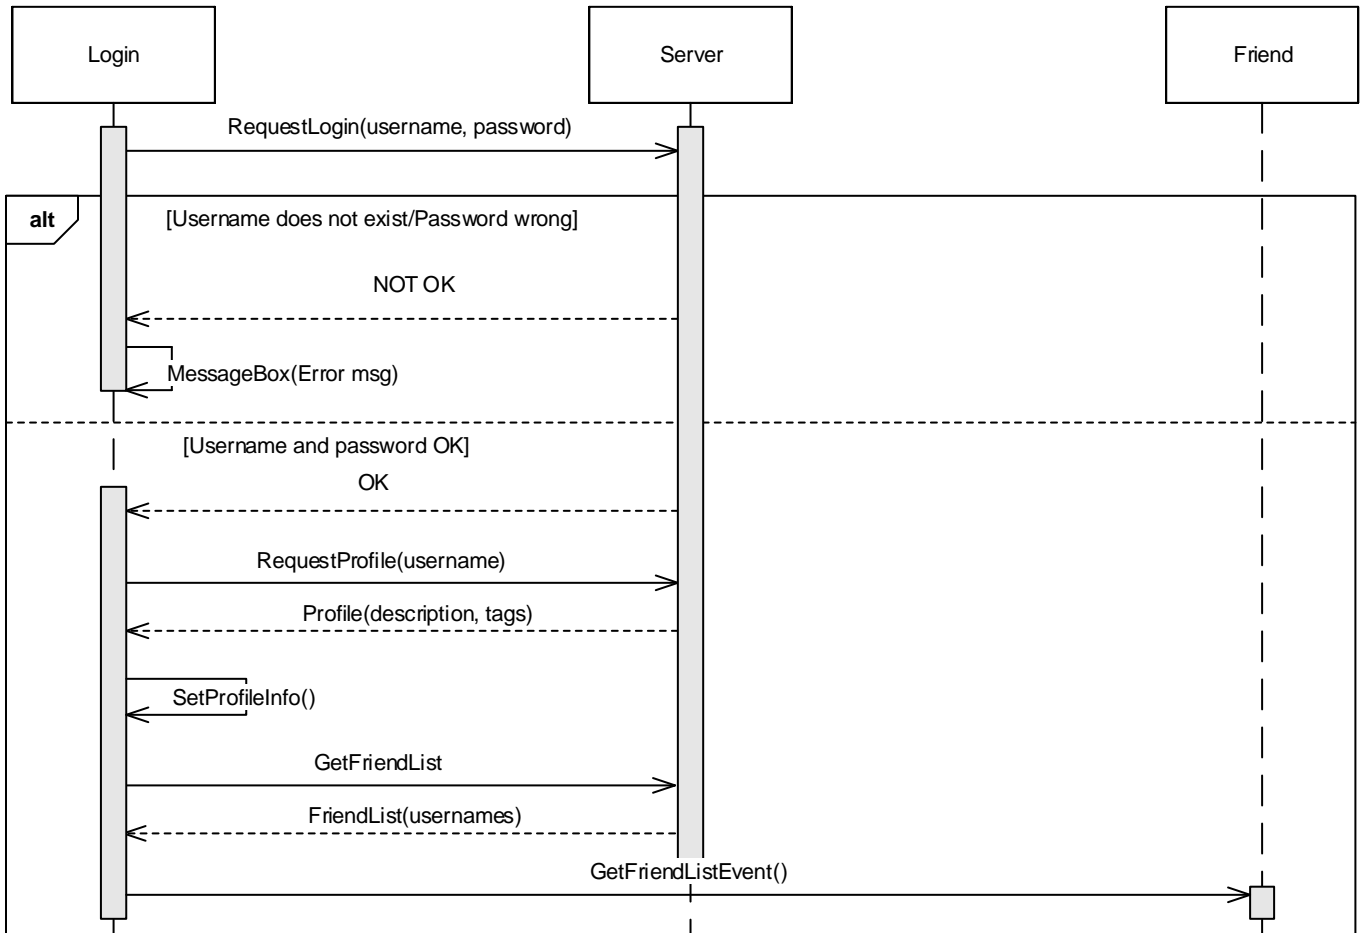 Login
Server
Friend
RequestLogin(username, password)
alt
[Username does not exist/Password wrong]
NOT OK
MessageBox(Error msg)
[Username and password OK]
OK
RequestProfile(username)
Profile(description, tags)
SetProfileInfo()
GetFriendList
FriendList(usernames)
GetFriendListEvent()